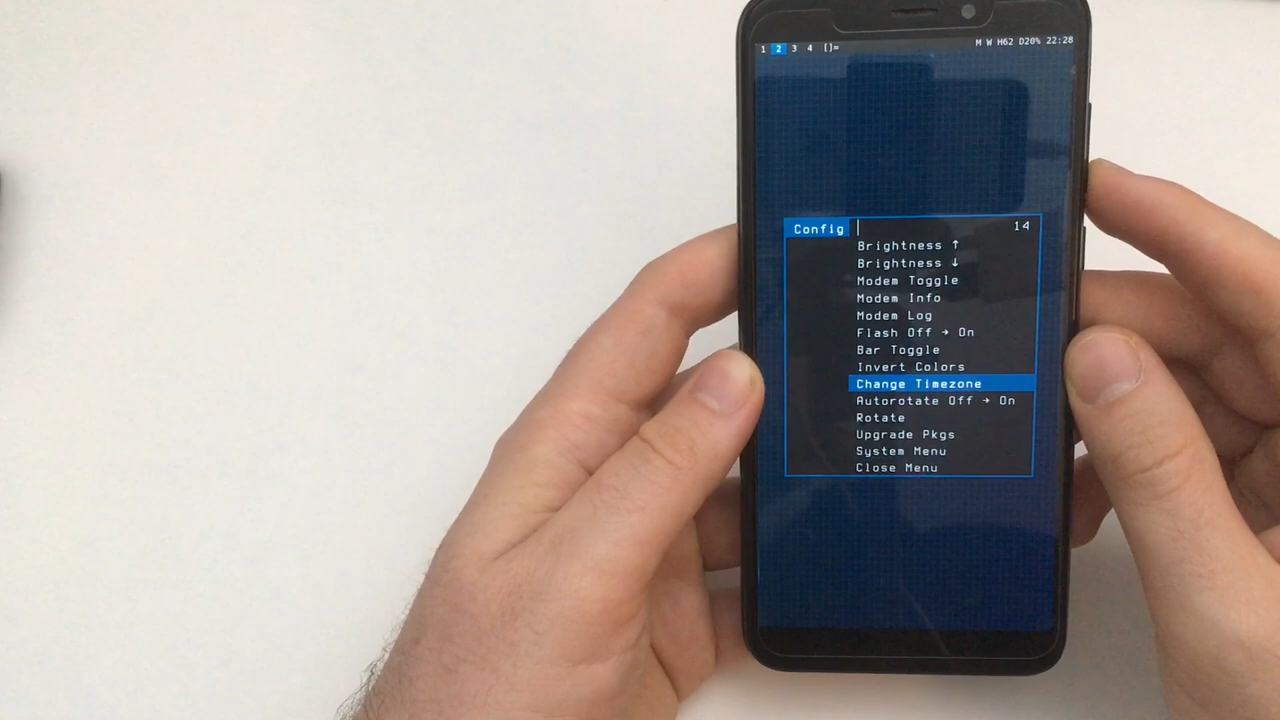 1 2 3 4 []= M W H62 D20% 22:28
Config 14
Brightness ↑
Brightness ↓
Modem Toggle
Modem Info
Modem Log
Flash Off → On
Bar Toggle
Invert Colors
Change Timezone
Autorotate Off → On
Rotate
Upgrade Pkgs
System Menu
Close Menu